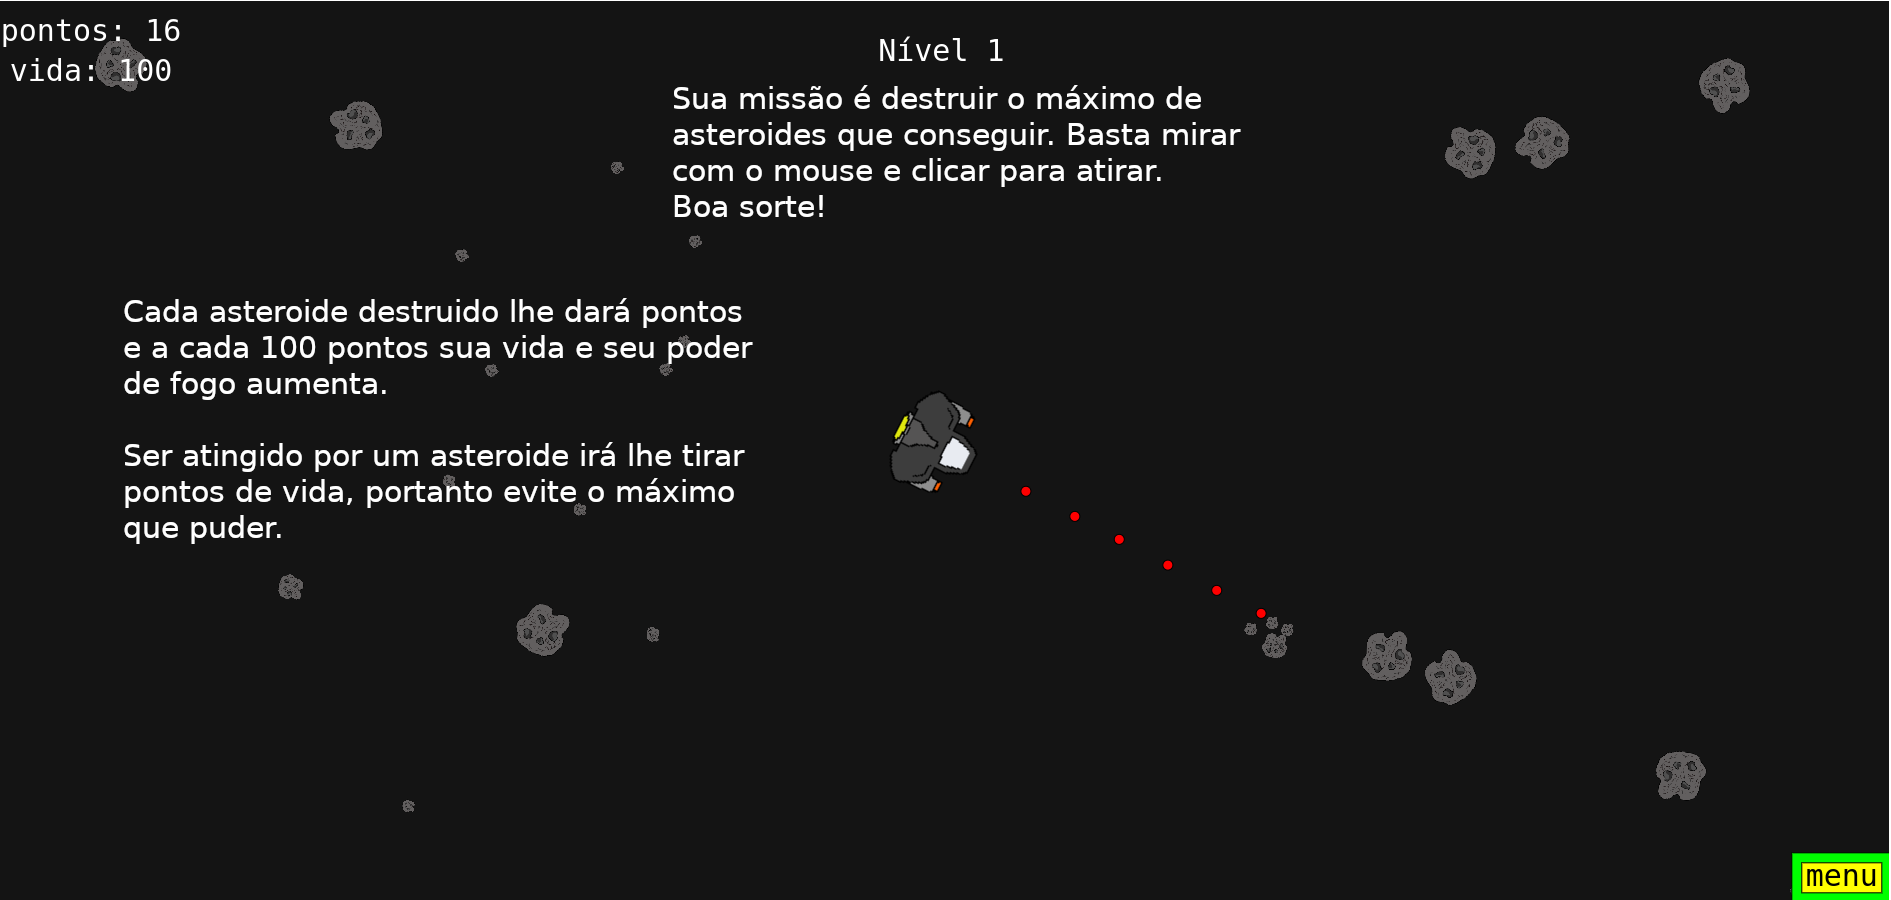 pontos: 16
vida: 100
Nível 1
Sua missão é destruir o máximo de
asteroides que conseguir. Basta mirar
com o mouse e clicar para atirar.
Boa sorte!
Cada asteroide destruido lhe dará pontos
e a cada 100 pontos sua vida e seu poder
de fogo aumenta.
Ser atingido por um asteroide irá lhe tirar
pontos de vida, portanto evite o máximo
que puder.
menu